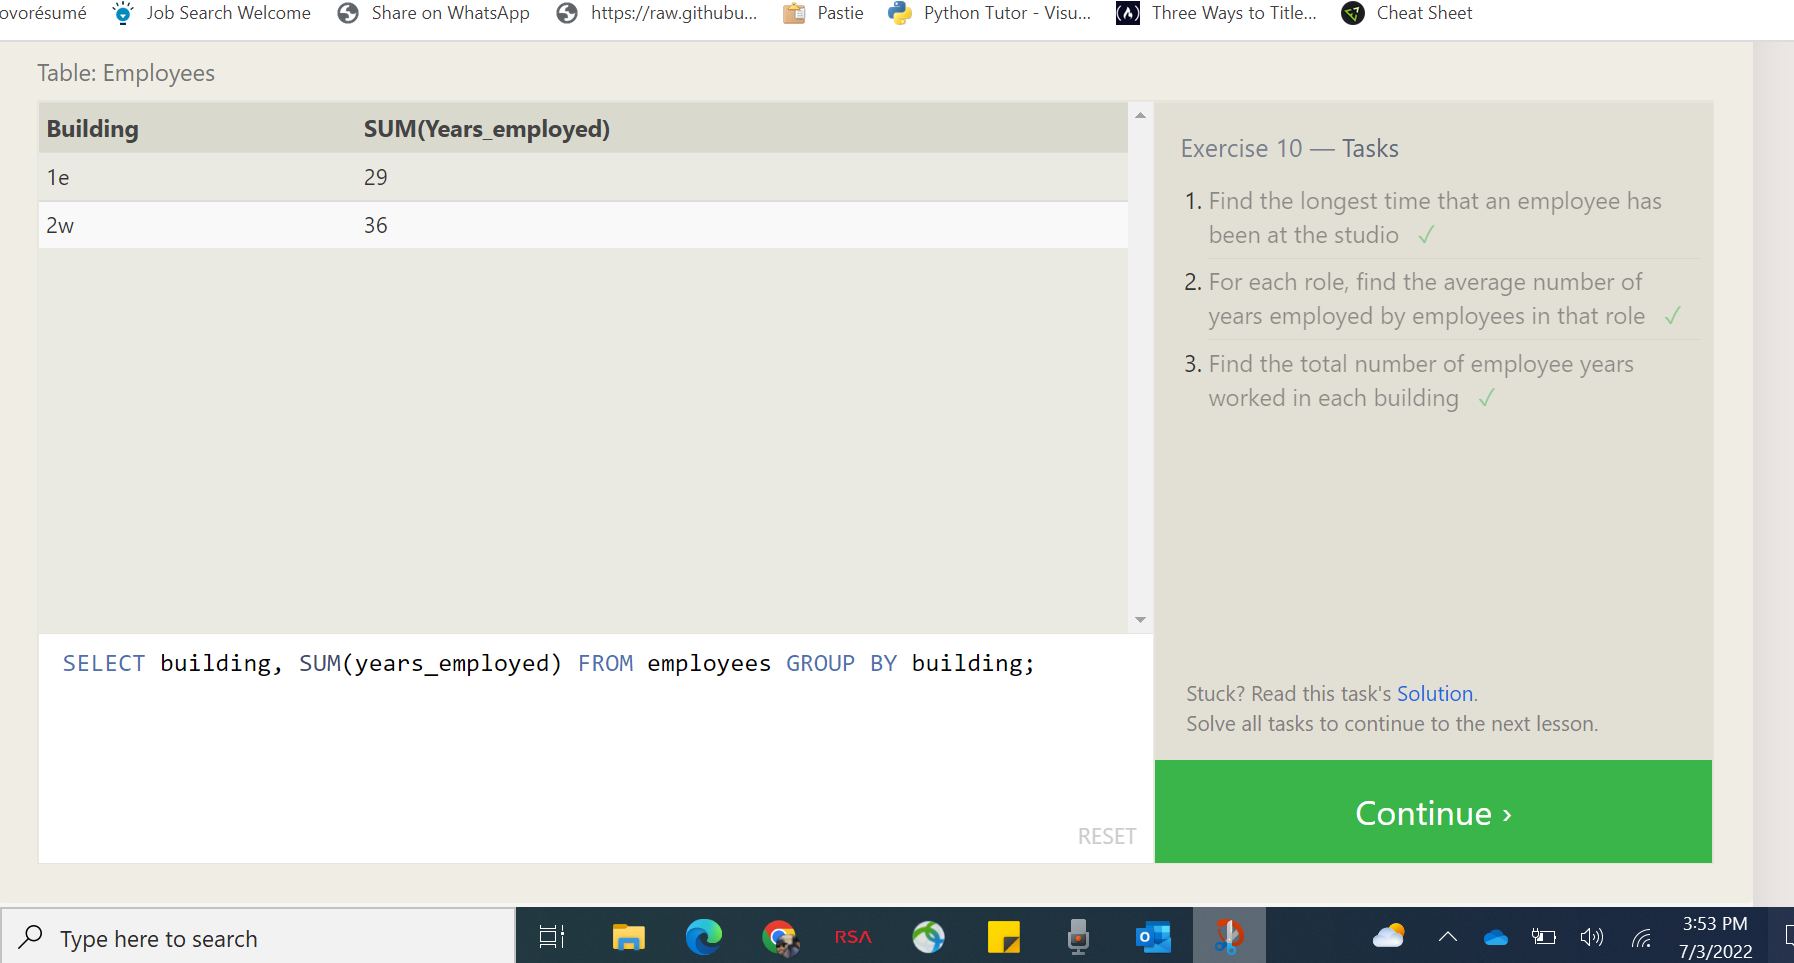 ovorésumé Job Search Welcome Share on WhatsApp https://raw.githubu... Pastie Python Tutor - Visu... Three Ways to Title... Cheat Sheet
Table: Employees
Building SUM(Years_employed)
1e 29
2w 36
SELECT building, SUM(years_employed) FROM employees GROUP BY building;
RESET
Exercise 10 — Tasks
1. Find the longest time that an employee has
been at the studio ✓
2. For each role, find the average number of
years employed by employees in that role ✓
3. Find the total number of employee years
worked in each building ✓
Stuck? Read this task's Solution.
Solve all tasks to continue to the next lesson.
Continue ›
Type here to search
RSA
3:53 PM
7/3/2022